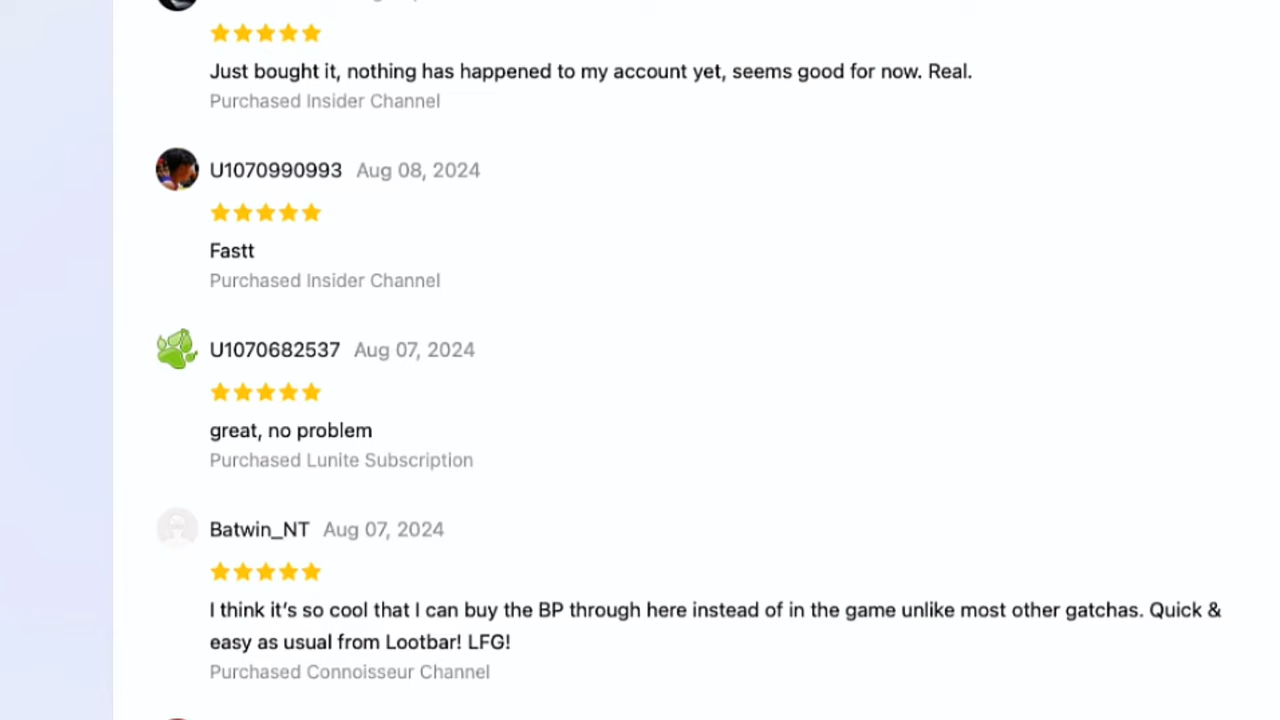 Just bought it, nothing has happened to my account yet, seems good for now. Real.
Purchased Insider Channel
U1070990993 Aug 08, 2024
Fastt
Purchased Insider Channel
U1070682537 Aug 07, 2024
great, no problem
Purchased Lunite Subscription
Batwin_NT Aug 07, 2024
I think it's so cool that I can buy the BP through here instead of in the game unlike most other gatchas. Quick &
easy as usual from Lootbar! LFG!
Purchased Connoisseur Channel